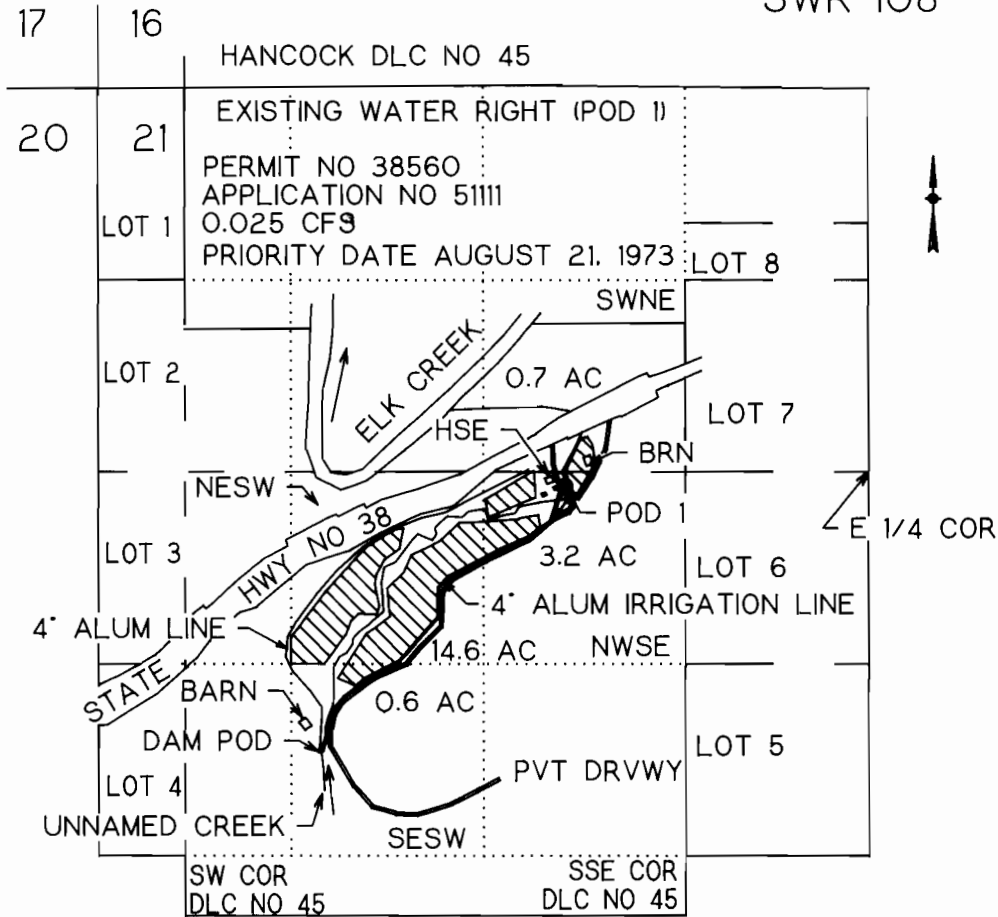 SWR 108
17 16
HANCOCK DLC NO 45
20 21
EXISTING WATER RIGHT (POD 1)
PERMIT NO 38560
APPLICATION NO 51111
0.025 CFS
PRIORITY DATE AUGUST 21. 1973
LOT 1
LOT 8
SWNE
LOT 2
ELK CREEK
0.7 AC
LOT 7
HSE
BRN
NESW
POD 1
E 1/4 COR
HWY NO 38
STATE
LOT 3
3.2 AC
LOT 6
4" ALUM IRRIGATION LINE
4" ALUM LINE
14.6 AC
NWSE
BARN
0.6 AC
DAM POD
LOT 5
PVT DRVWY
LOT 4
UNNAMED CREEK
SESW
SW COR
DLC NO 45
SSE COR
DLC NO 45